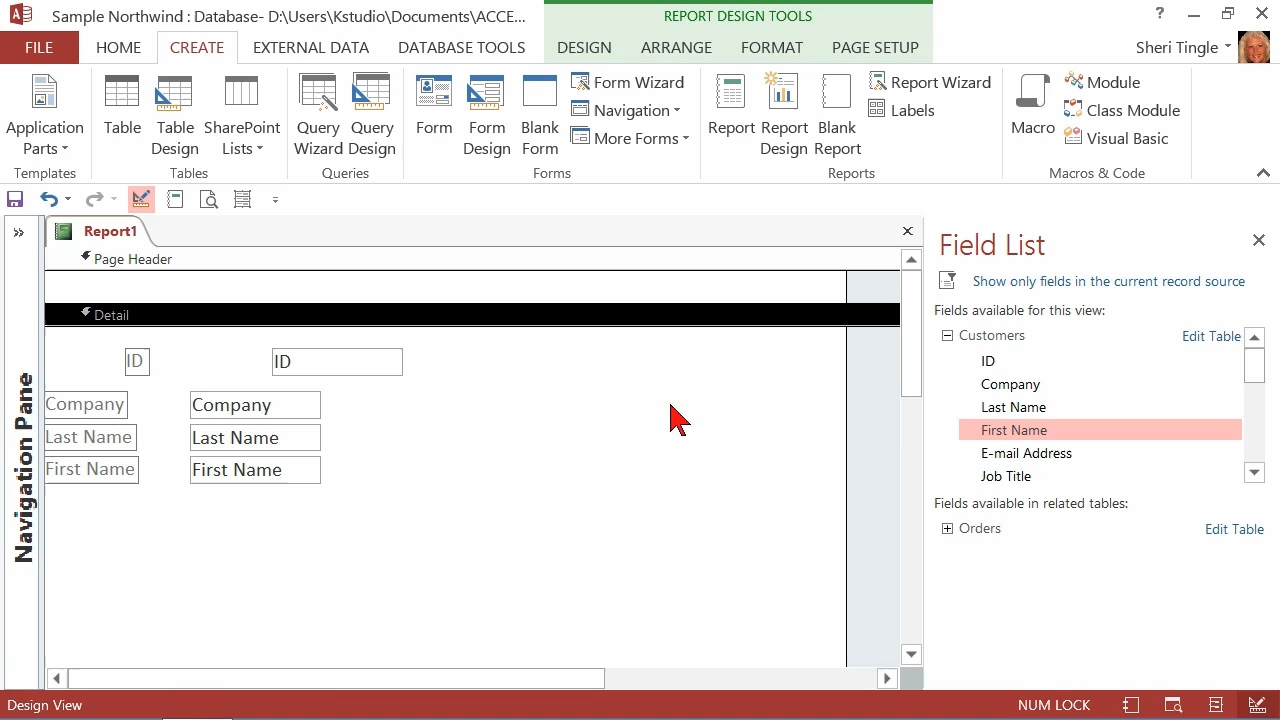 Sample Northwind : Database- D:\Users\Kstudio\Documents\ACCE...
REPORT DESIGN TOOLS
?
FILE
HOME
CREATE
EXTERNAL DATA
DATABASE TOOLS
DESIGN
ARRANGE
FORMAT
PAGE SETUP
Sheri Tingle
Application Parts
Table
Table Design
SharePoint Lists
Query Wizard
Query Design
Form
Form Design
Blank Form
Form Wizard
Navigation
More Forms
Report
Report Design
Blank Report
Report Wizard
Labels
Macro
Module
Class Module
Visual Basic
Templates
Tables
Queries
Forms
Reports
Macros & Code
Navigation Pane
Report1
Page Header
Detail
ID ID
Company Company
Last Name Last Name
First Name First Name
Field List
Show only fields in the current record source
Fields available for this view:
Customers Edit Table
ID
Company
Last Name
First Name
E-mail Address
Job Title
Fields available in related tables:
Orders Edit Table
Design View
NUM LOCK